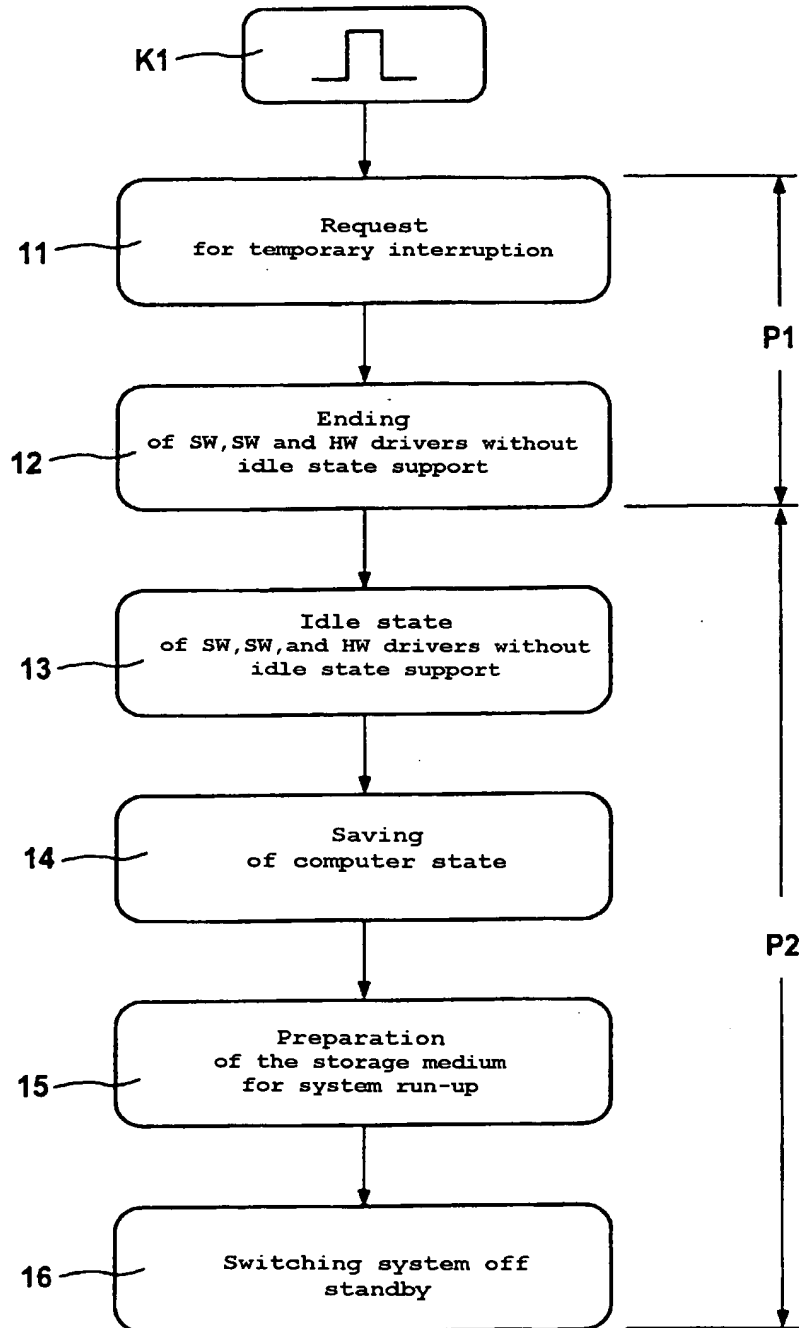 K1
Request
for temporary interruption
11
P1
Ending
of SW,SW and HW drivers without
idle state support
12
Idle state
of SW,SW,and HW drivers without
idle state support
13
Saving
of computer state
14
P2
Preparation
of the storage medium
for system run-up
15
Switching system off
standby
16